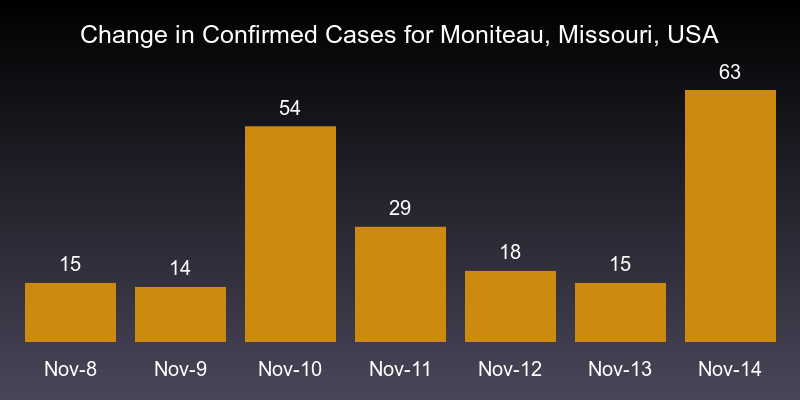 Change in Confirmed Cases for Moniteau, Missouri, USA
15
14
54
29
18
15
63
Nov-8
Nov-9
Nov-10
Nov-11
Nov-12
Nov-13
Nov-14